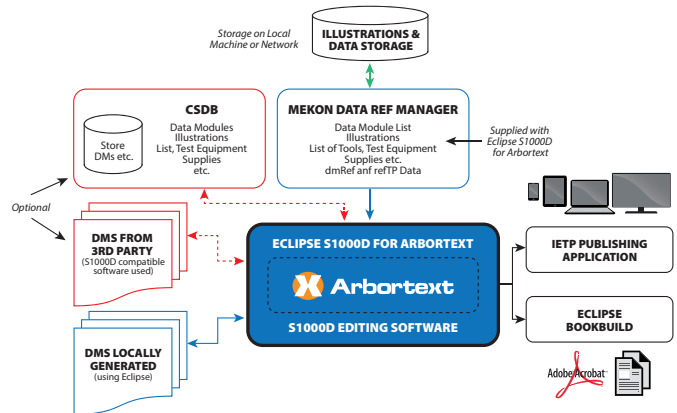 Storage on Local
Machine or Network
ILLUSTRATIONS &
DATA STORAGE
CSDB
Data Modules
Illustrations
List, Test Equipment
Supplies
etc.
Store
DMs etc.
MEKON DATA REF MANAGER
Data Module List
Illustrations
List of Tools, Test Equipment
Supplies etc.
dmRef anf refTP Data
Supplied with
Eclipse S1000D
for Arbortext
Optional
DMS FROM
3RD PARTY
(S1000D compatible
software used)
ECLIPSE S1000D FOR ARBORTEXT
Arbortext
S1000D EDITING SOFTWARE
IETP PUBLISHING
APPLICATION
ECLIPSE
BOOKBUILD
DMS LOCALLY
GENERATED
(using Eclipse)
Adobe Acrobat